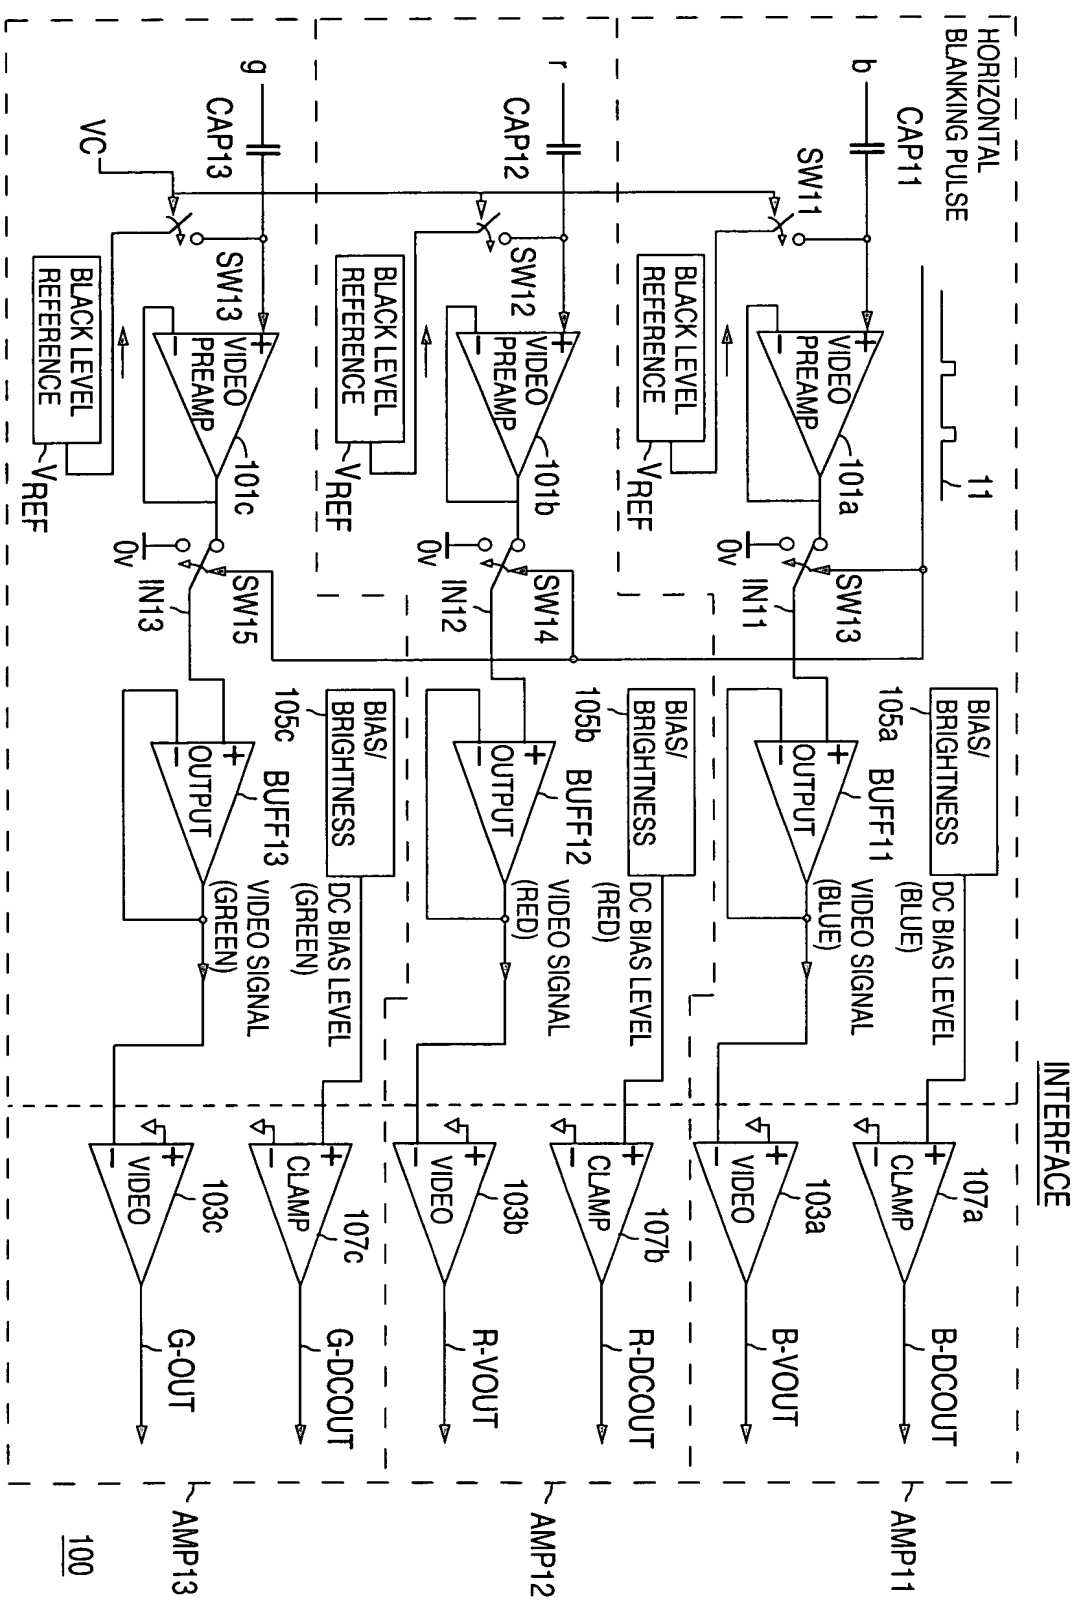 INTERFACE
HORIZONTAL
BLANKING PULSE
11
b
CAP11
SW11
BLACK LEVEL
REFERENCE
VREF
+
-
VIDEO
PREAMP
101a
0v
SW13
IN11
BIAS/
BRIGHTNESS
105a
+
-
OUTPUT
BUFF11
DC BIAS LEVEL
(BLUE)
VIDEO SIGNAL
(BLUE)
+
-
CLAMP
107a
B-DCOUT
+
-
VIDEO
103a
B-VOUT
AMP11
r
CAP12
SW12
BLACK LEVEL
REFERENCE
VREF
+
-
VIDEO
PREAMP
101b
0v
SW14
IN12
BIAS/
BRIGHTNESS
105b
+
-
OUTPUT
BUFF12
DC BIAS LEVEL
(RED)
VIDEO SIGNAL
(RED)
+
-
CLAMP
107b
R-DCOUT
+
-
VIDEO
103b
R-VOUT
AMP12
g
CAP13
VC
SW13
BLACK LEVEL
REFERENCE
VREF
+
-
VIDEO
PREAMP
101c
0v
SW15
IN13
BIAS/
BRIGHTNESS
105c
+
-
OUTPUT
BUFF13
DC BIAS LEVEL
(GREEN)
VIDEO SIGNAL
(GREEN)
+
-
CLAMP
107c
G-DCOUT
+
-
VIDEO
103c
G-OUT
AMP13
100